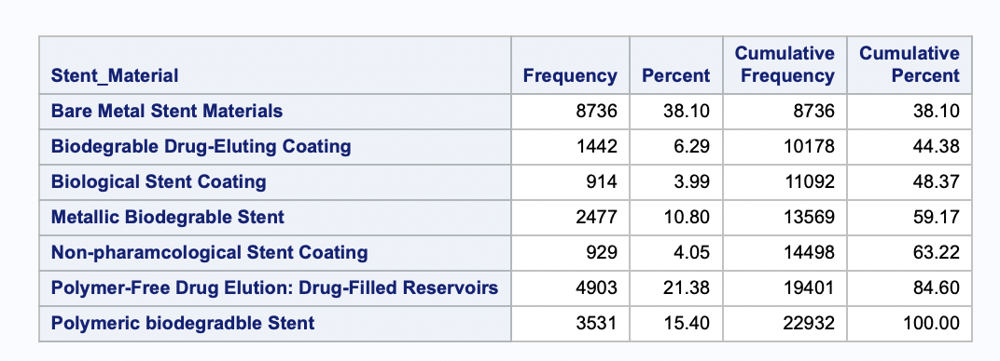 Stent_Material Frequency Percent Cumulative Frequency Cumulative Percent
Bare Metal Stent Materials 8736 38.10 8736 38.10
Biodegrable Drug-Eluting Coating 1442 6.29 10178 44.38
Biological Stent Coating 914 3.99 11092 48.37
Metallic Biodegrable Stent 2477 10.80 13569 59.17
Non-pharamcological Stent Coating 929 4.05 14498 63.22
Polymer-Free Drug Elution: Drug-Filled Reservoirs 4903 21.38 19401 84.60
Polymeric biodegradble Stent 3531 15.40 22932 100.00